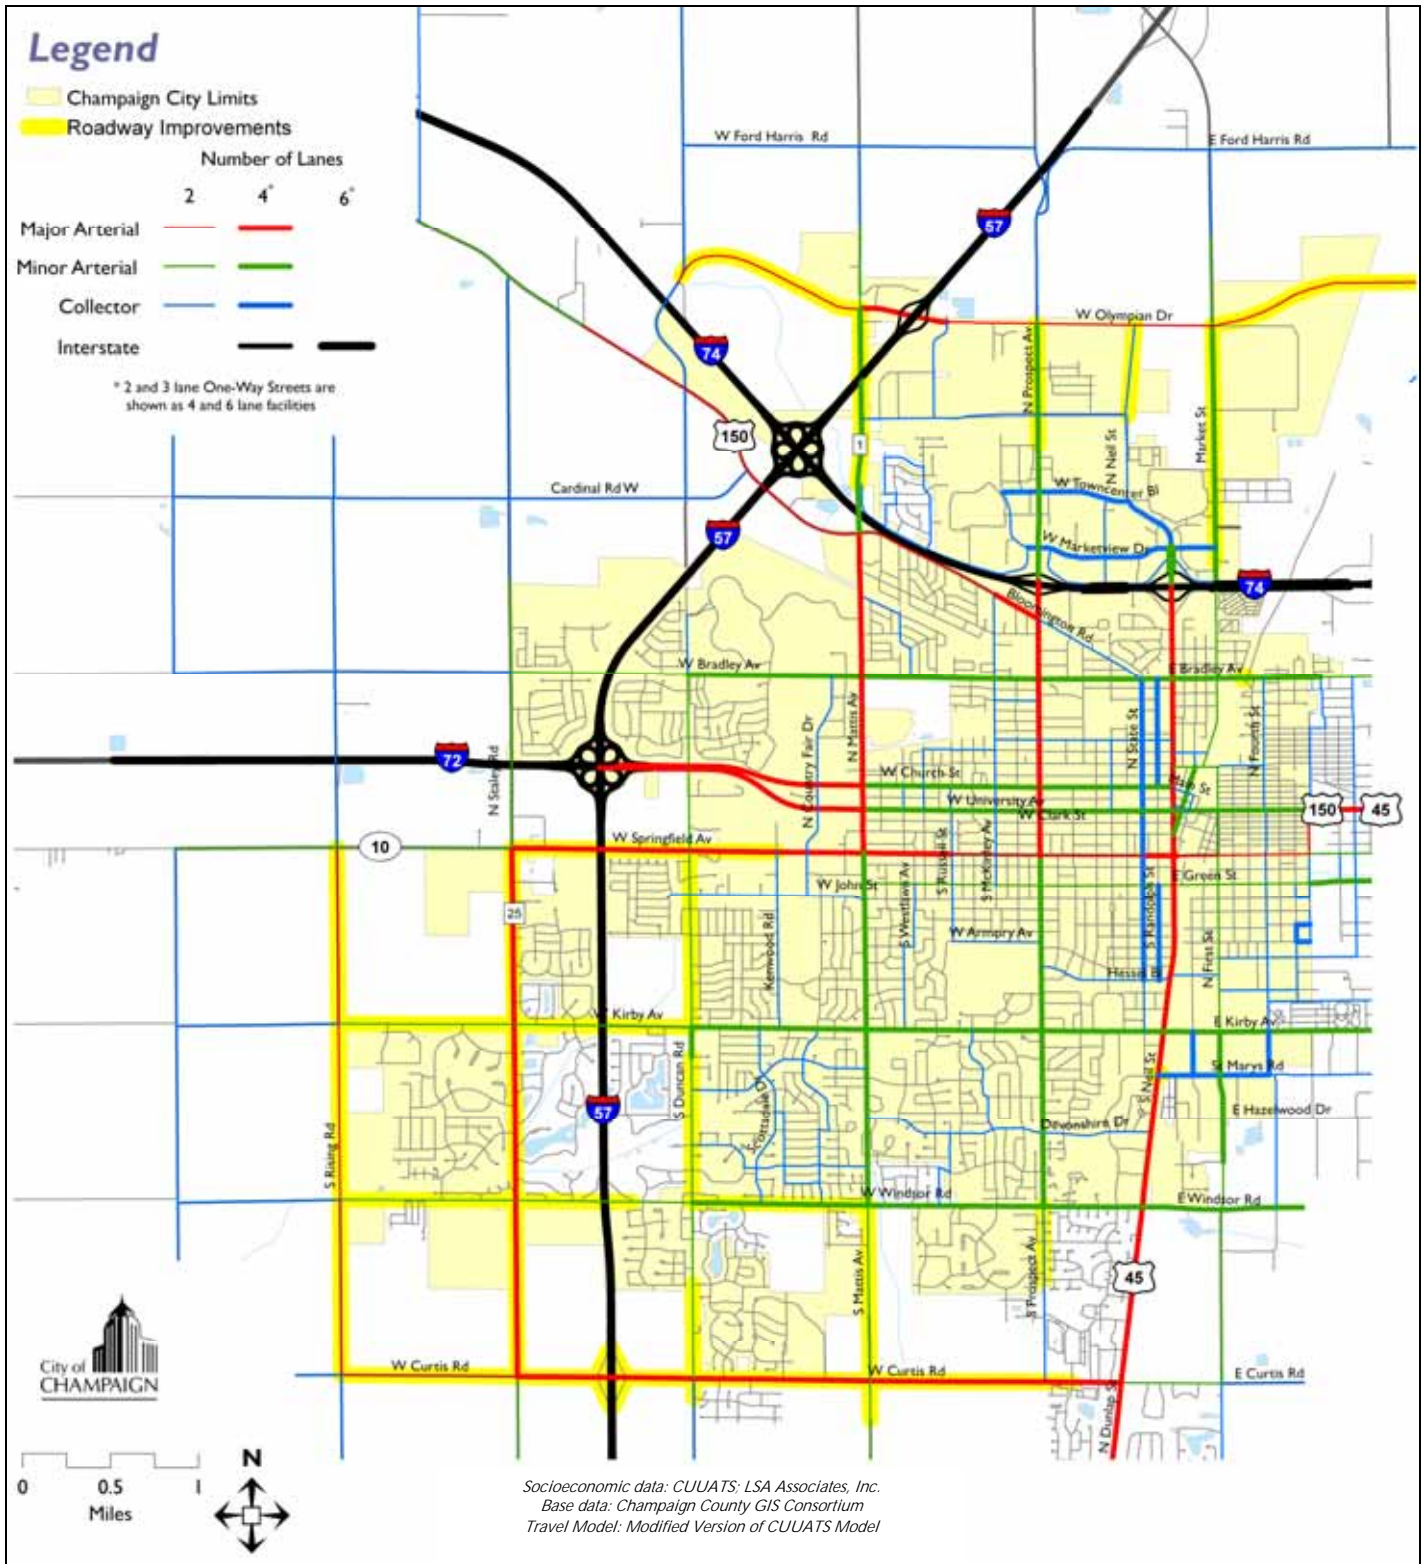 Legend
Champaign City Limits
Roadway Improvements
Number of Lanes
2 4* 6*
Major Arterial
Minor Arterial
Collector
Interstate
* 2 and 3 lane One-Way Streets are
shown as 4 and 6 lane facilities
W Ford Harris Rd
E Ford Harris Rd
57
W Olympian Dr
74
N Prospect Av
150
1
N Neil St
Market St
Cardinal Rd W
W Towncenter Bl
57
W Marketview Dr
74
Bloomington Rd
W Bradley Av
E Bradley Av
N Mattis Av
N State St
N Fourth St
N Country Fair Dr
72
N Staley Rd
W Church St
Main St
W University Av
W Clark St
150
45
10
W Springfield Av
S Russell St
S McKinley Av
E Green St
W John St
S Westlawn Av
S Randolph St
25
Kenwood Rd
W Armory Av
N First St
Hessel Bl
W Kirby Av
E Kirby Av
S Duncan Rd
S Neil St
St Marys Rd
Scottsdale Dr
57
E Hazelwood Dr
Devonshire Dr
S Rising Rd
W Windsor Rd
E Windsor Rd
S Mattis Av
S Prospect Av
45
W Curtis Rd
W Curtis Rd
E Curtis Rd
N Dunlap St
City of
CHAMPAIGN
N
0 0.5 1
Miles
Socioeconomic data: CUUATS; LSA Associates, Inc.
Base data: Champaign County GIS Consortium
Travel Model: Modified Version of CUUATS Model